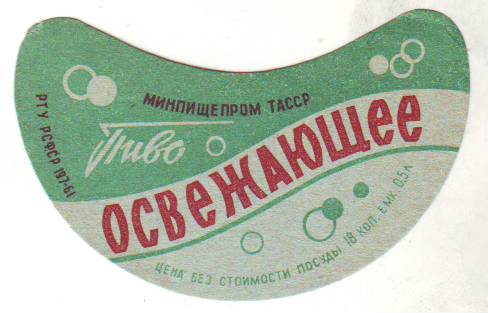 МИНПИЩЕПРОМ ТАССР
Пиво
ОСВЕЖАЮЩЕЕ
РТУ РСФСР 197-61
ЦЕНА БЕЗ СТОИМОСТИ ПОСУДЫ 18 КОП. ЕМК. 0,5 Л